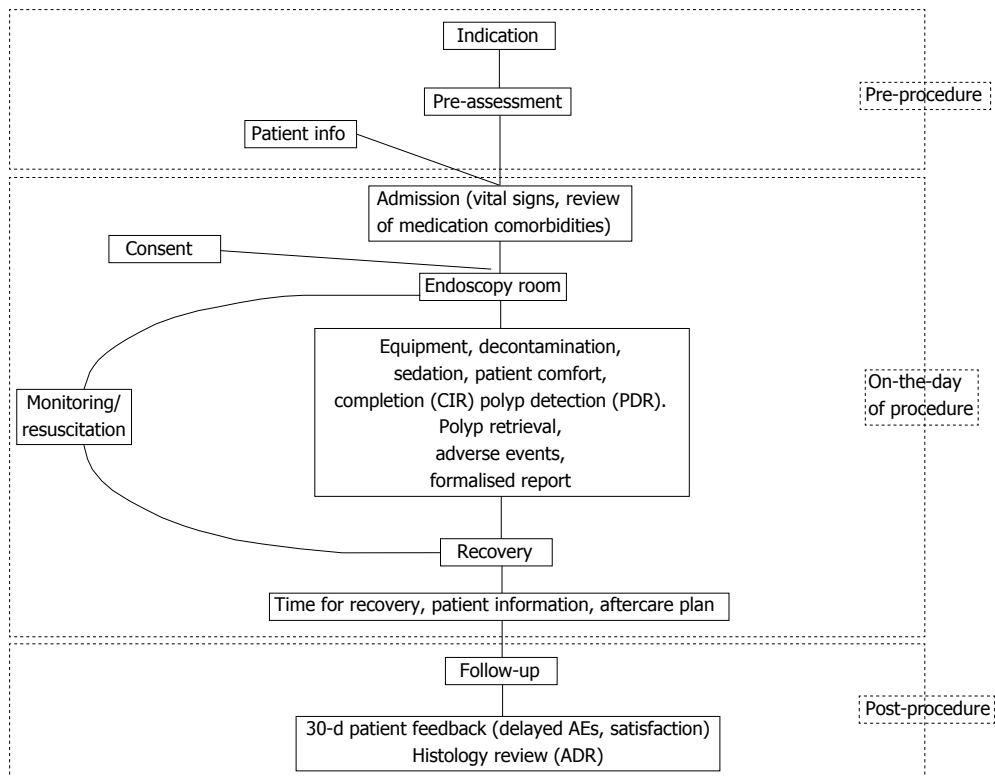 Indication
Pre-assessment
Pre-procedure
Patient info
Admission (vital signs, review
of medication comorbidities)
Consent
Endoscopy room
Equipment, decontamination,
sedation, patient comfort,
completion (CIR) polyp detection (PDR).
Polyp retrieval,
adverse events,
formalised report
Monitoring/
resuscitation
On-the-day
of procedure
Recovery
Time for recovery, patient information, aftercare plan
Follow-up
Post-procedure
30-d patient feedback (delayed AEs, satisfaction)
Histology review (ADR)